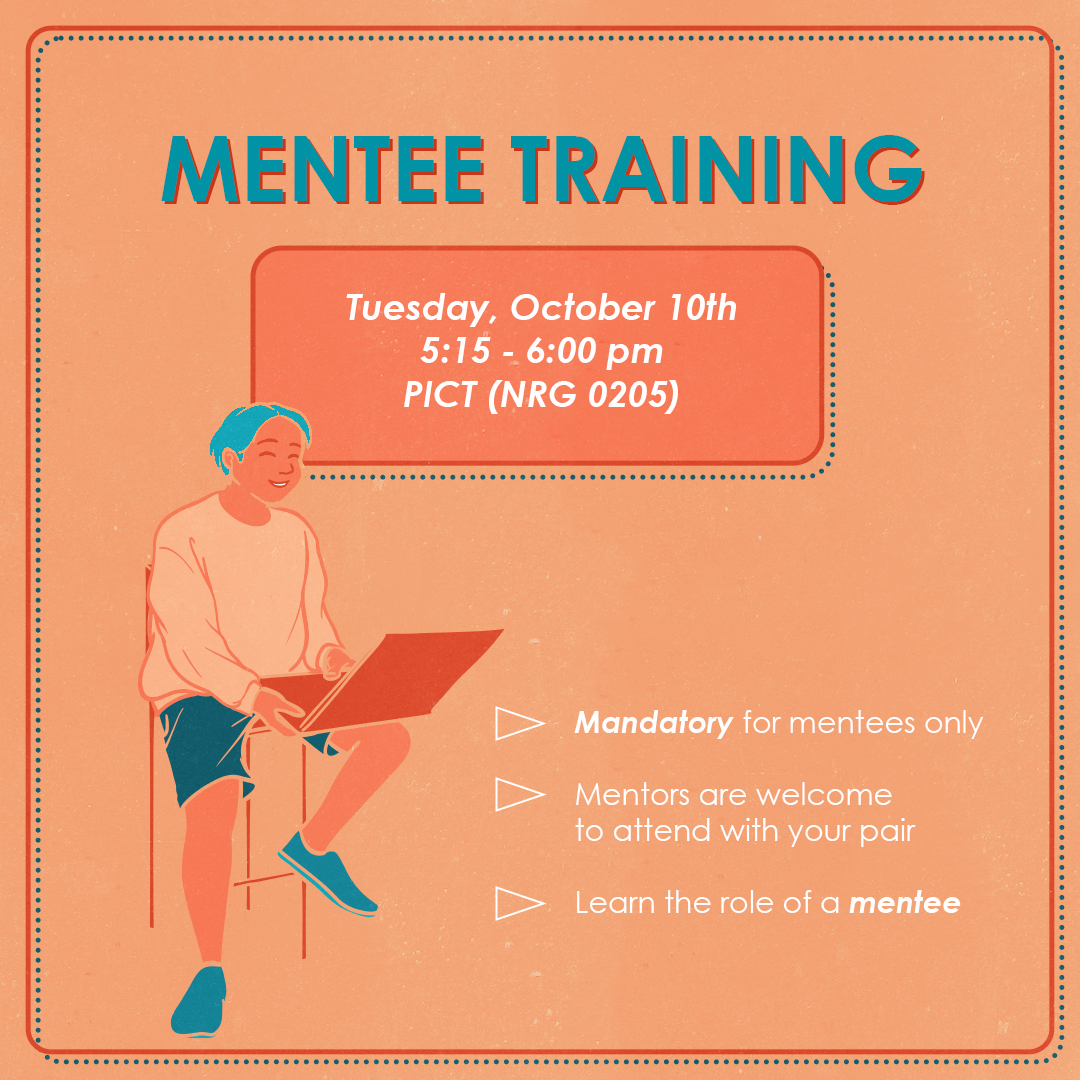 MENTEE TRAINING
Tuesday, October 10th
5:15 - 6:00 pm
PICT (NRG 0205)
Mandatory for mentees only
Mentors are welcome
to attend with your pair
Learn the role of a mentee